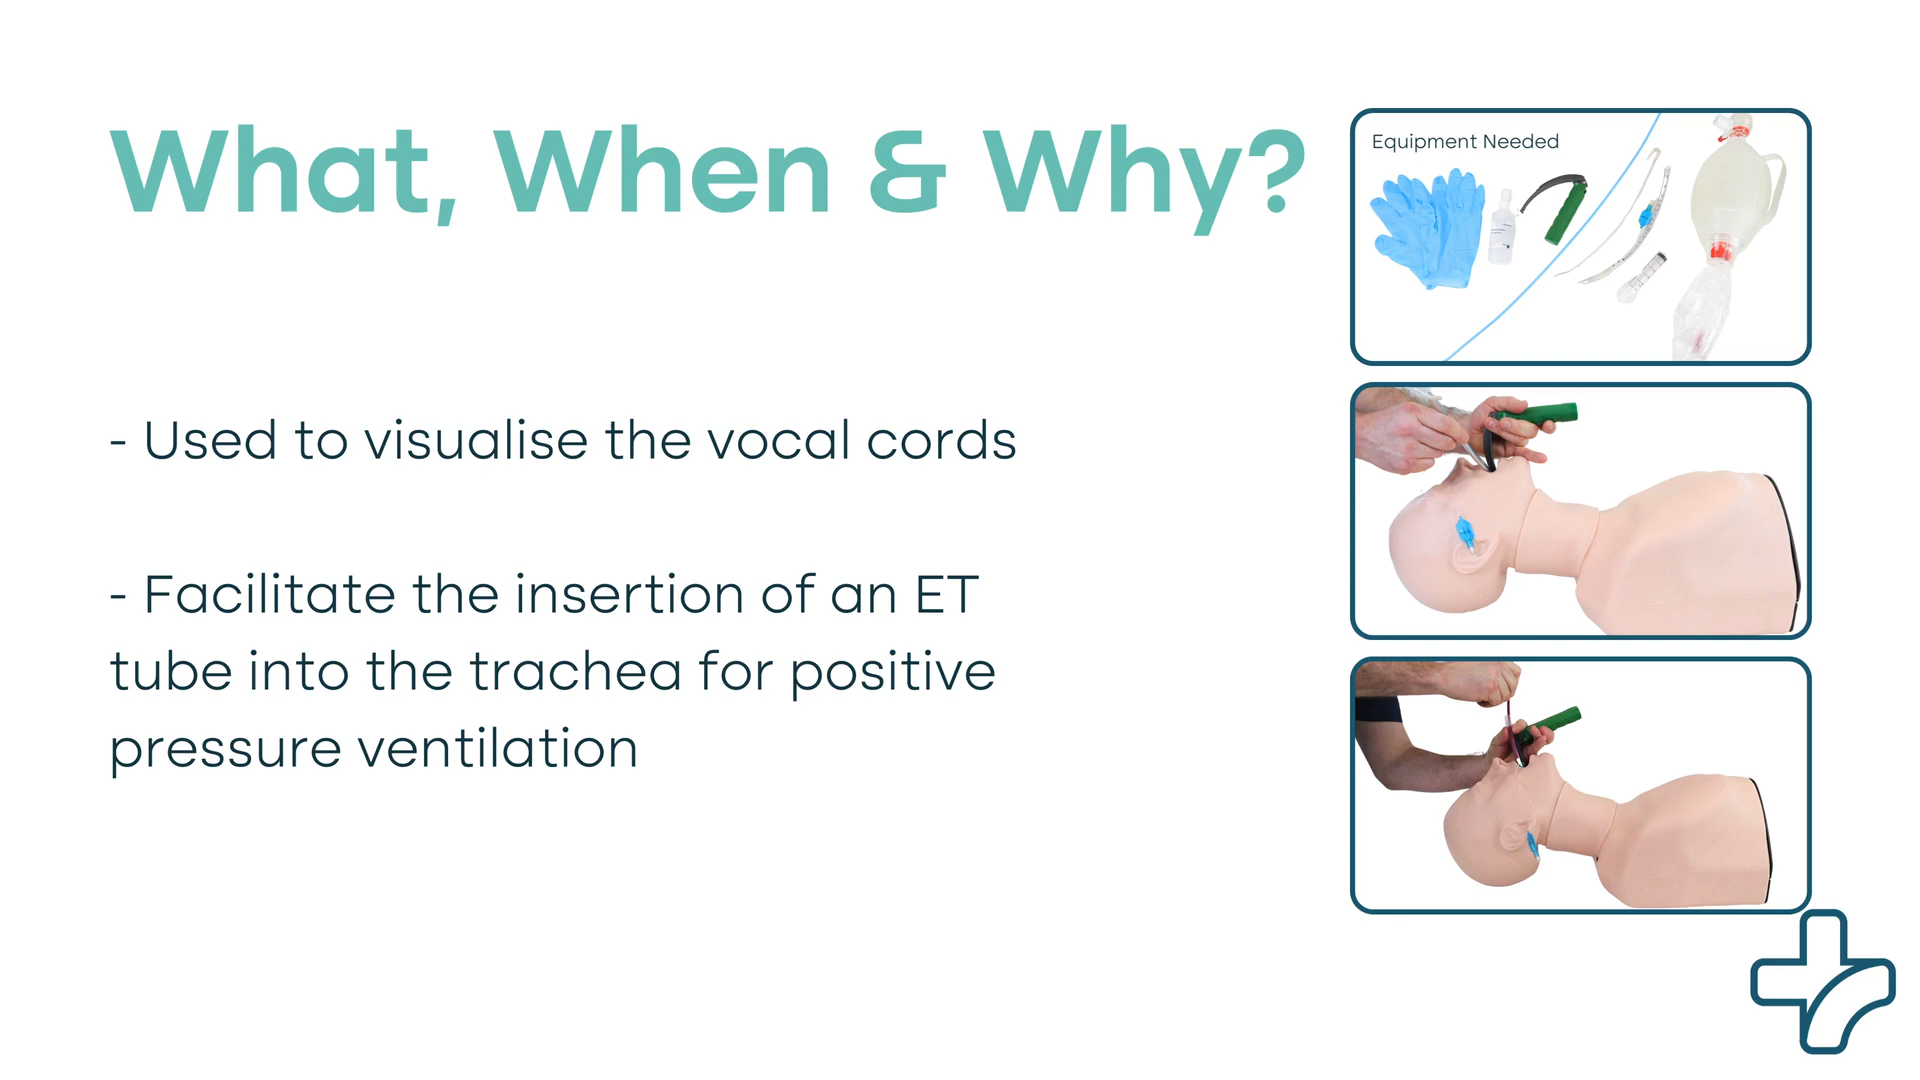 What, When & Why?
- Used to visualise the vocal cords
- Facilitate the insertion of an ET
tube into the trachea for positive
pressure ventilation
Equipment Needed